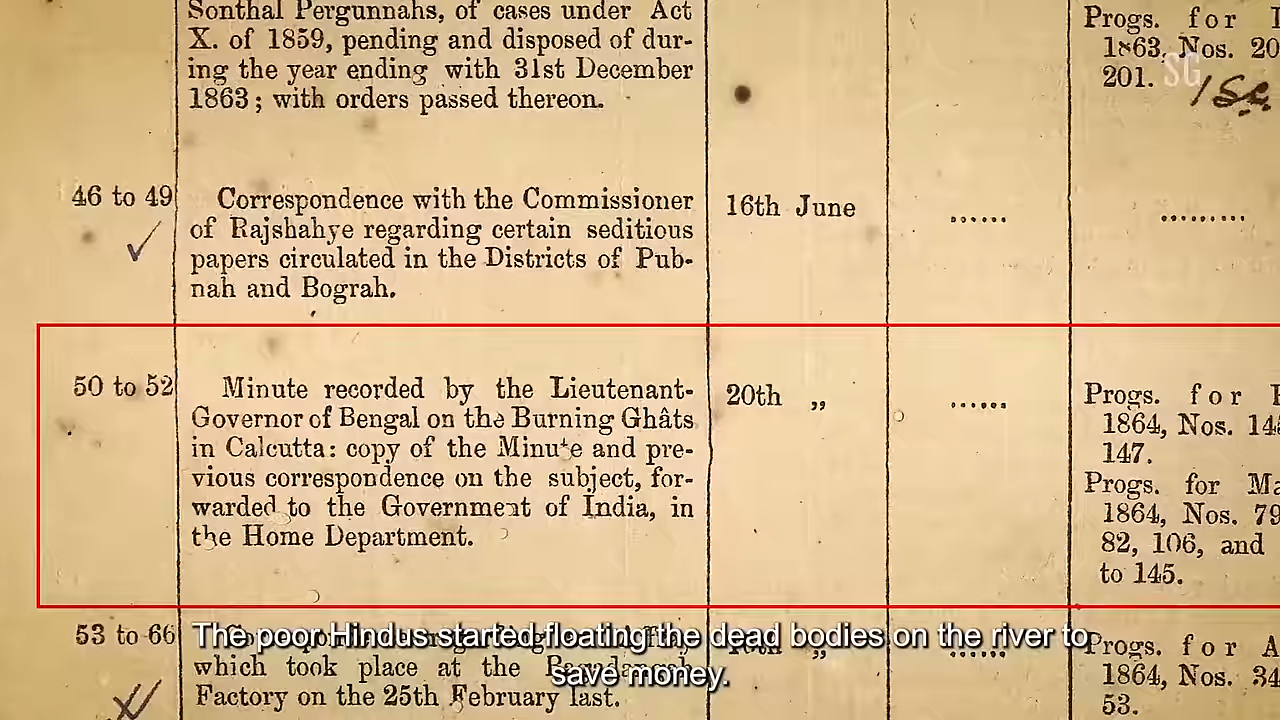 Sonthal Pergunnahs, of cases under Act
X. of 1859, pending and disposed of dur-
ing the year ending with 31st December
1863; with orders passed thereon.
Progs. for
1863, Nos. 20
201.
SG
46 to 49
Correspondence with the Commissioner
of Rajshahye regarding certain seditious
papers circulated in the Districts of Pub-
nah and Bograh.
16th June
......
.........
50 to 52
Minute recorded by the Lieutenant-
Governor of Bengal on the Burning Ghâts
in Calcutta: copy of the Minute and pre-
vious correspondence on the subject, for-
warded to the Government of India, in
the Home Department.
20th „
......
Progs. for
1864, Nos. 14
147.
Progs. for Ma
1864, Nos. 79
82, 106, and
to 145.
53 to 66
which took place at the
Factory on the 25th February last.
„
......
Progs. for A
1864, Nos. 34
53.
The poor Hindus started floating the dead bodies on the river to
save money.